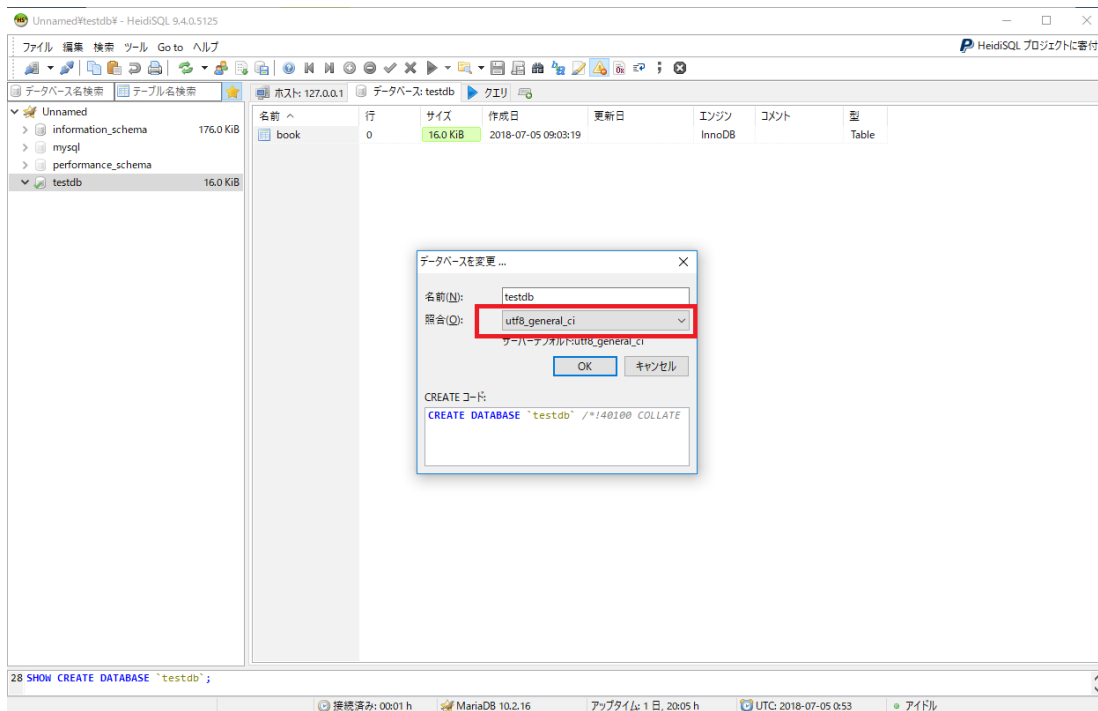 Unnamed¥testdb¥ - HeidiSQL 9.4.0.5125
ファイル 編集 検索 ツール Go to ヘルプ
HeidiSQL プロジェクトに寄付
データベース名検索 テーブル名検索 ホスト: 127.0.0.1 データベース: testdb クエリ
Unnamed
information_schema 176.0 KiB
mysql
performance_schema
testdb 16.0 KiB
名前 行 サイズ 作成日 更新日 エンジン コメント 型
book 0 16.0 KiB 2018-07-05 09:03:19 InnoDB Table
データベースを変更 ...
名前(N): testdb
照合(O): utf8_general_ci
サーバーデフォルト:utf8_general_ci
OK キャンセル
CREATE コード:
CREATE DATABASE `testdb` /*!40100 COLLATE
28 SHOW CREATE DATABASE `testdb`;
接続済み: 00:01 h MariaDB 10.2.16 アップタイム: 1 日, 20:05 h UTC: 2018-07-05 0:53 アイドル